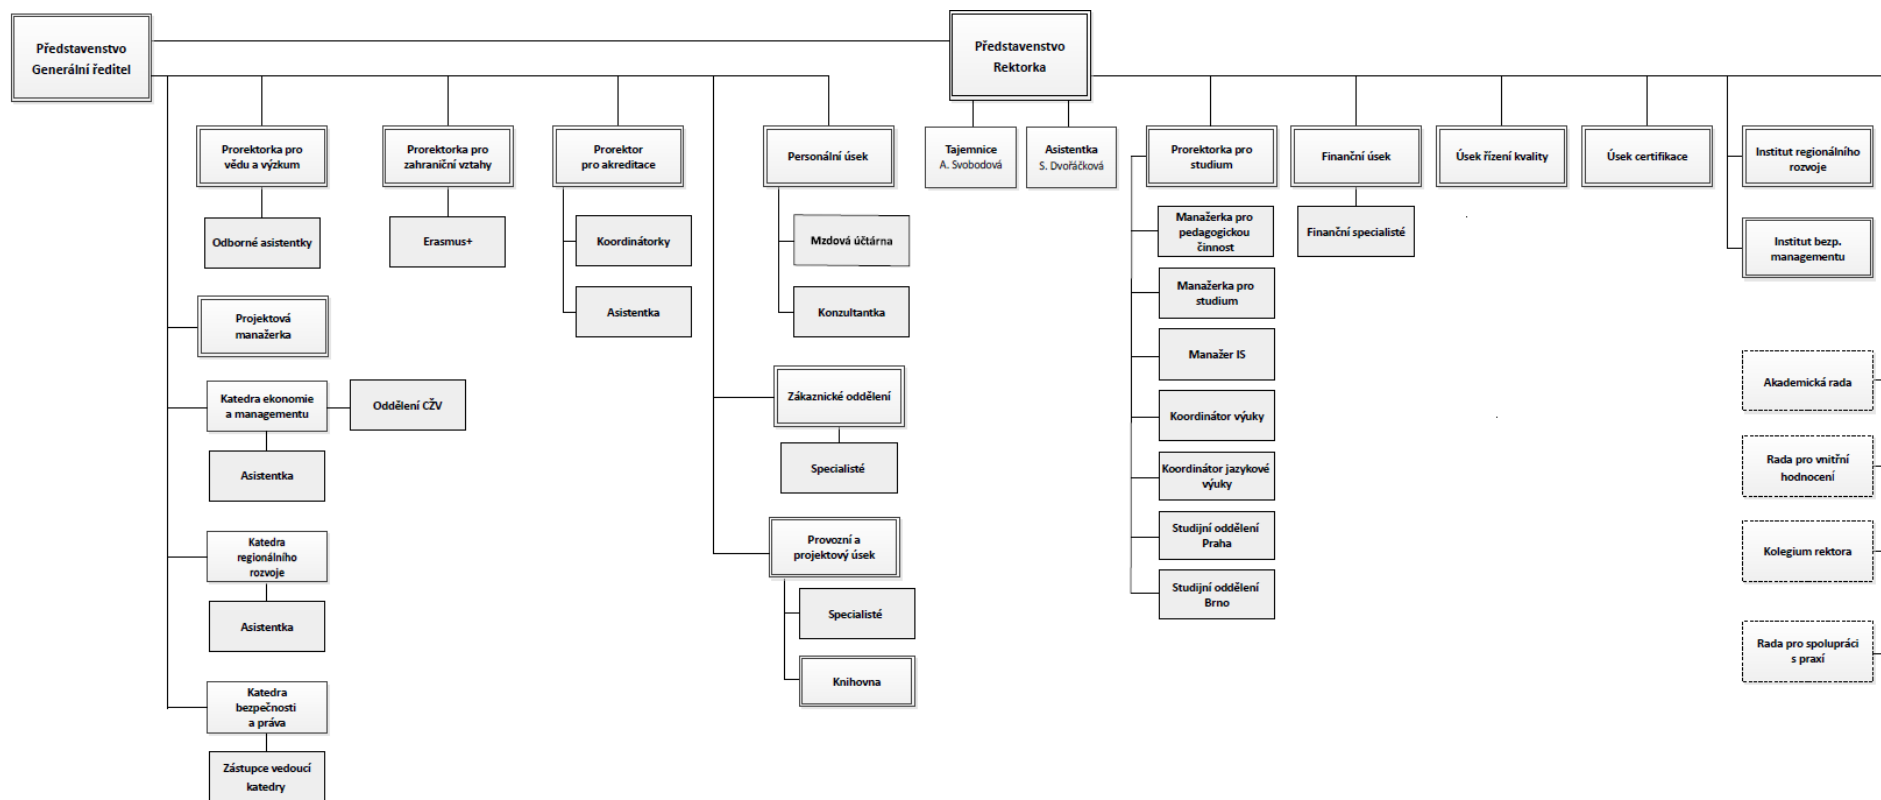 Představenstvo
Generální ředitel
Představenstvo
Rektorka
Prorektorka pro
vědu a výzkum
Prorektorka pro
zahraniční vztahy
Prorektor
pro akreditace
Personální úsek
Tajemnice
A. Svobodová
Asistentka
S. Dvořáčková
Prorektorka pro
studium
Finanční úsek
Úsek řízení kvality
Úsek certifikace
Institut regionálního
rozvoje
Odborné asistentky
Erasmus+
Koordinátorky
Mzdová účtárna
Manažerka pro
pedagogickou
činnost
Finanční specialisté
Institut bezp.
managementu
Projektová
manažerka
Asistentka
Konzultantka
Manažerka pro
studium
Manažer IS
Katedra ekonomie
a managementu
Oddělení CŽV
Zákaznické oddělení
Koordinátor výuky
Akademická rada
Asistentka
Specialisté
Koordinátor jazykové
výuky
Rada pro vnitřní
hodnocení
Katedra
regionálního
rozvoje
Provozní a
projektový úsek
Studijní oddělení
Praha
Kolegium rektora
Asistentka
Specialisté
Studijní oddělení
Brno
Rada pro spolupráci
s praxí
Knihovna
Katedra
bezpečnosti
a práva
Zástupce vedoucí
katedry